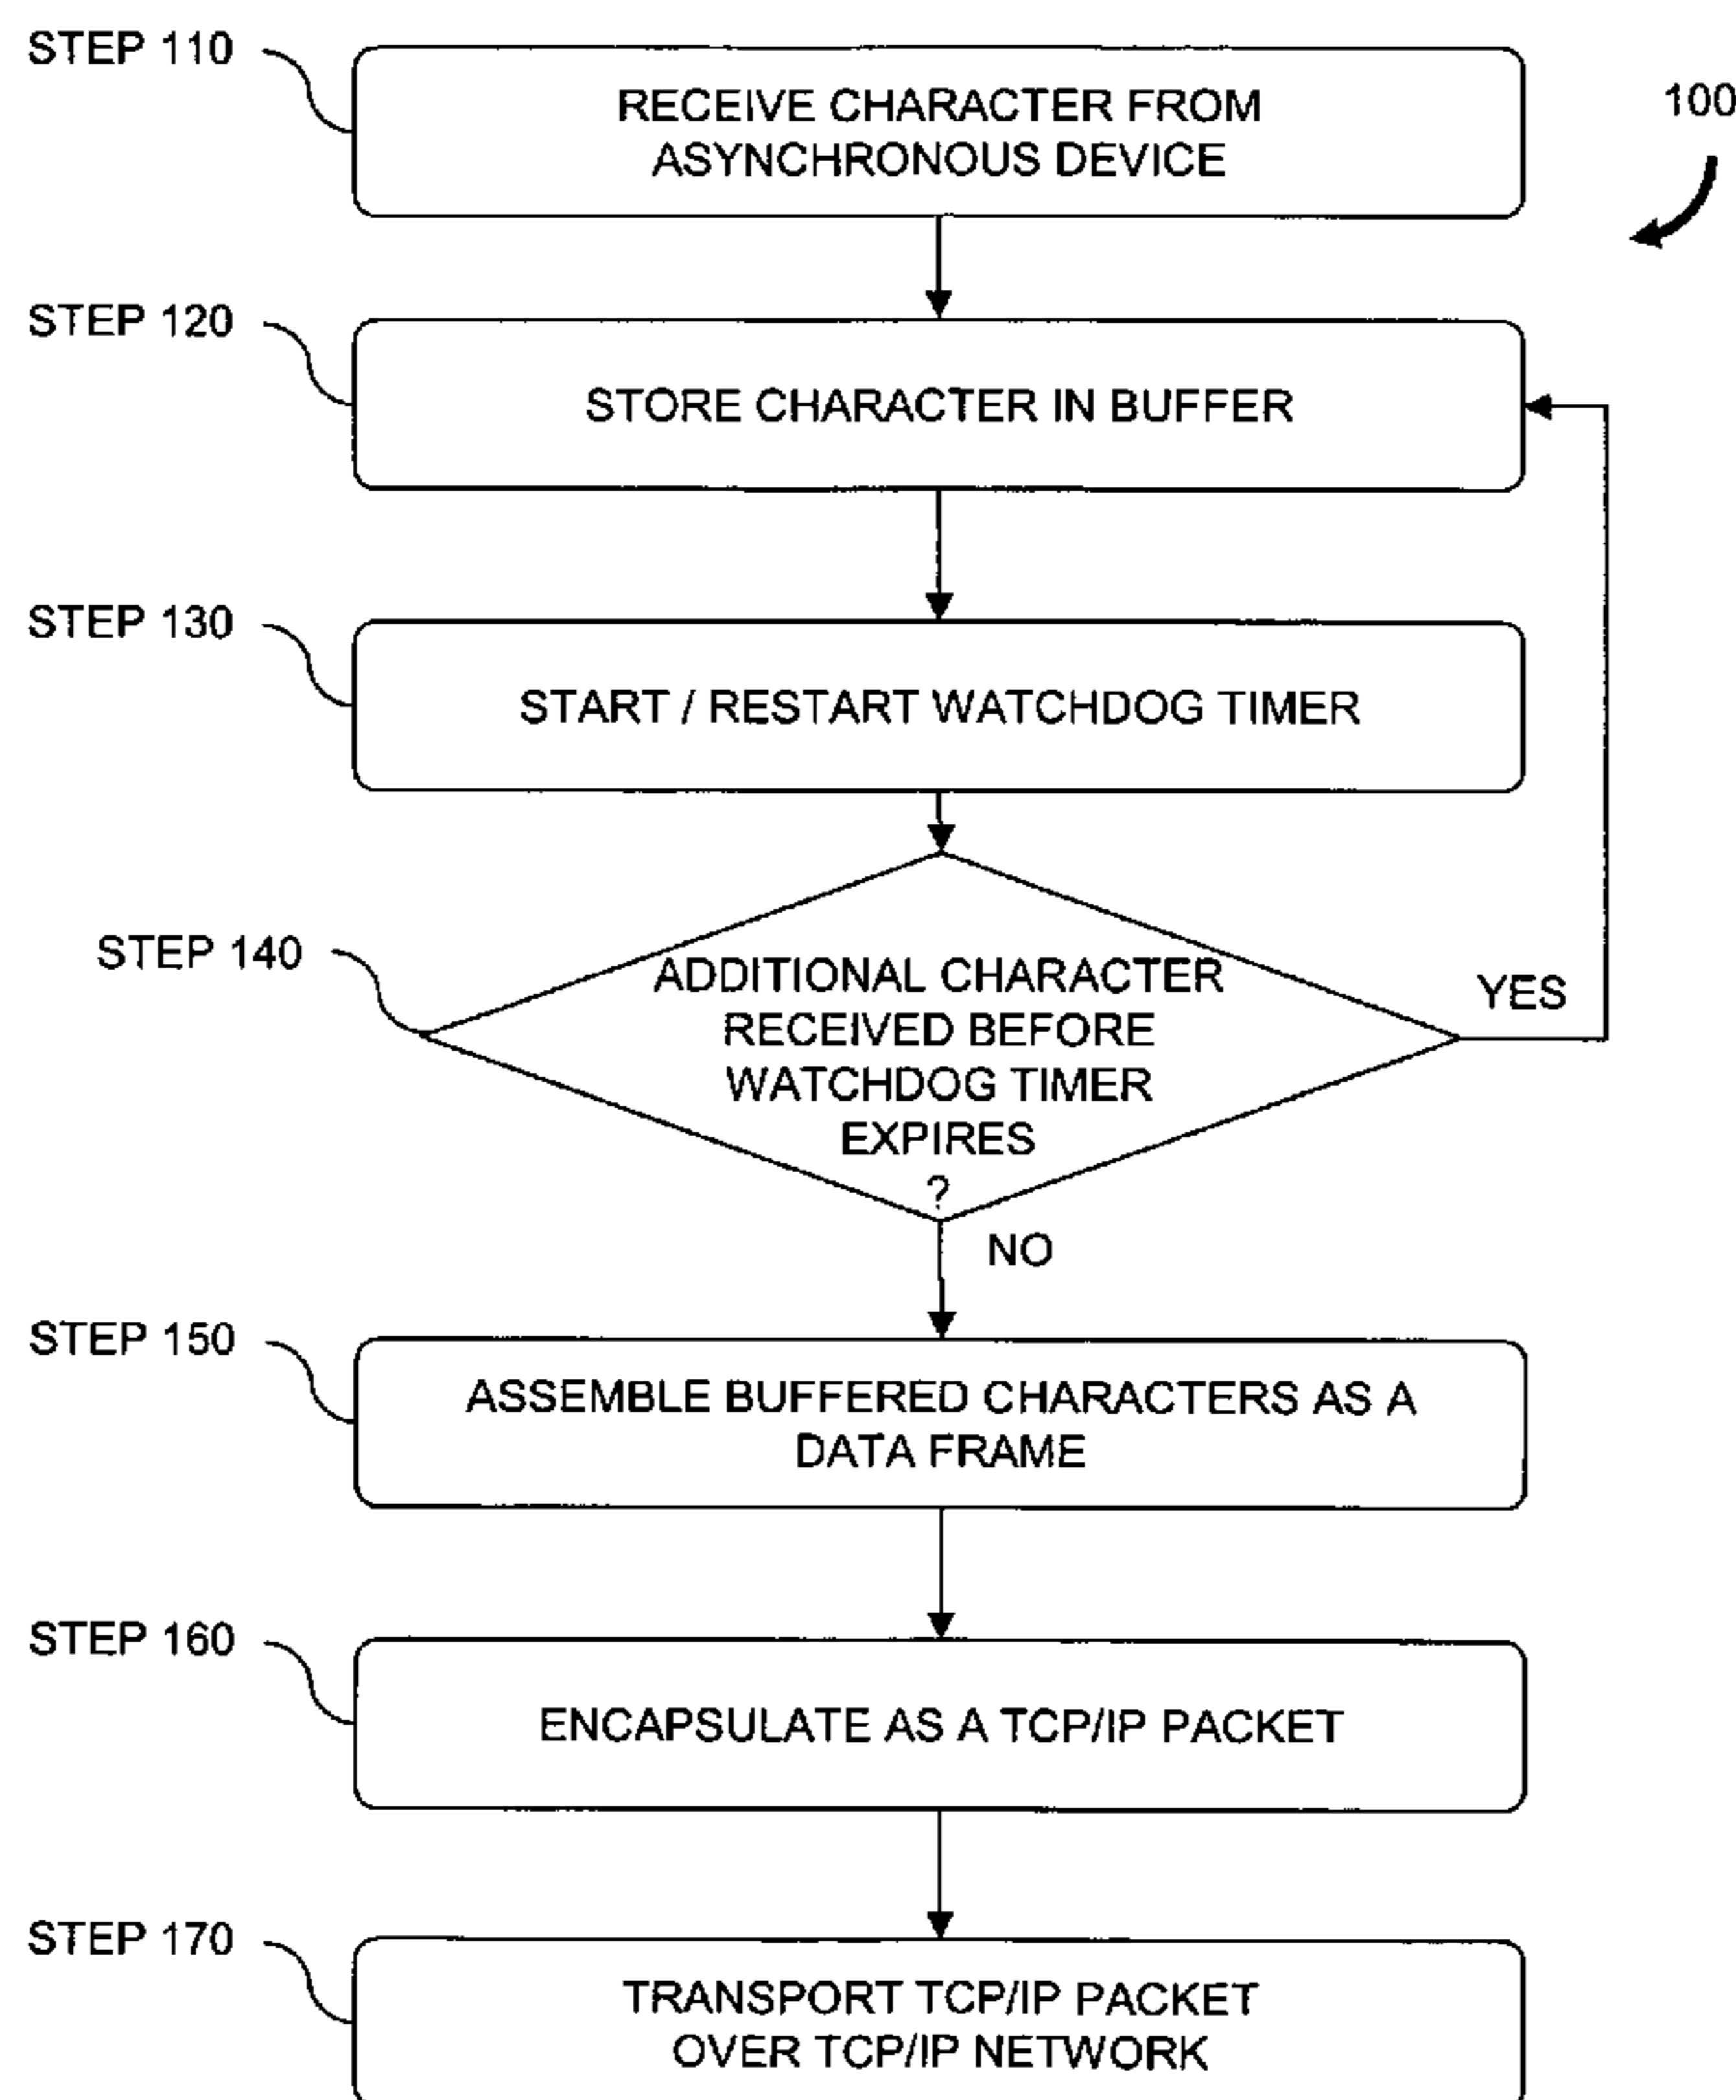 STEP 110
RECEIVE CHARACTER FROM
ASYNCHRONOUS DEVICE
100
STEP 120
STORE CHARACTER IN BUFFER
STEP 130
START / RESTART WATCHDOG TIMER
STEP 140
ADDITIONAL CHARACTER
RECEIVED BEFORE
WATCHDOG TIMER
EXPIRES
?
YES
NO
STEP 150
ASSEMBLE BUFFERED CHARACTERS AS A
DATA FRAME
STEP 160
ENCAPSULATE AS A TCP/IP PACKET
STEP 170
TRANSPORT TCP/IP PACKET
OVER TCP/IP NETWORK